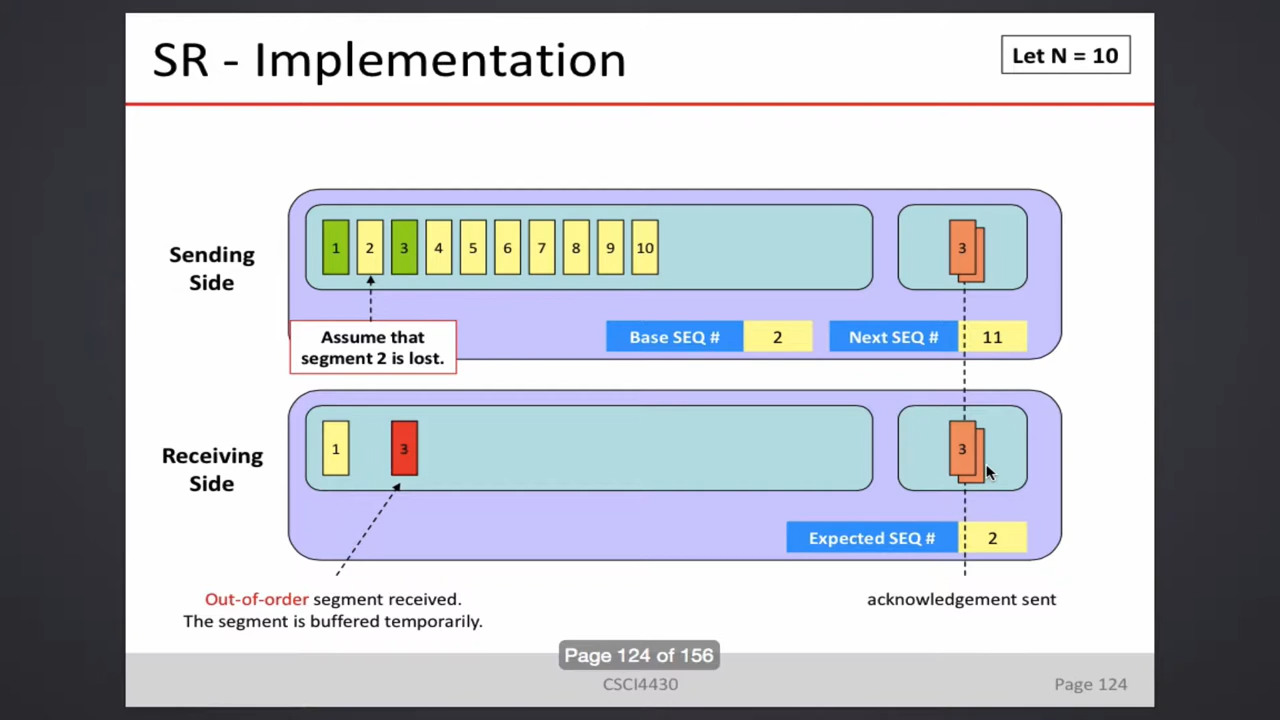 SR - Implementation
Let N = 10
Sending
Side
1 2 3 4 5 6 7 8 9 10
3
Assume that
segment 2 is lost.
Base SEQ # 2
Next SEQ # 11
Receiving
Side
1 3
3
Expected SEQ # 2
Out-of-order segment received.
The segment is buffered temporarily.
acknowledgement sent
Page 124 of 156
CSCI4430
Page 124